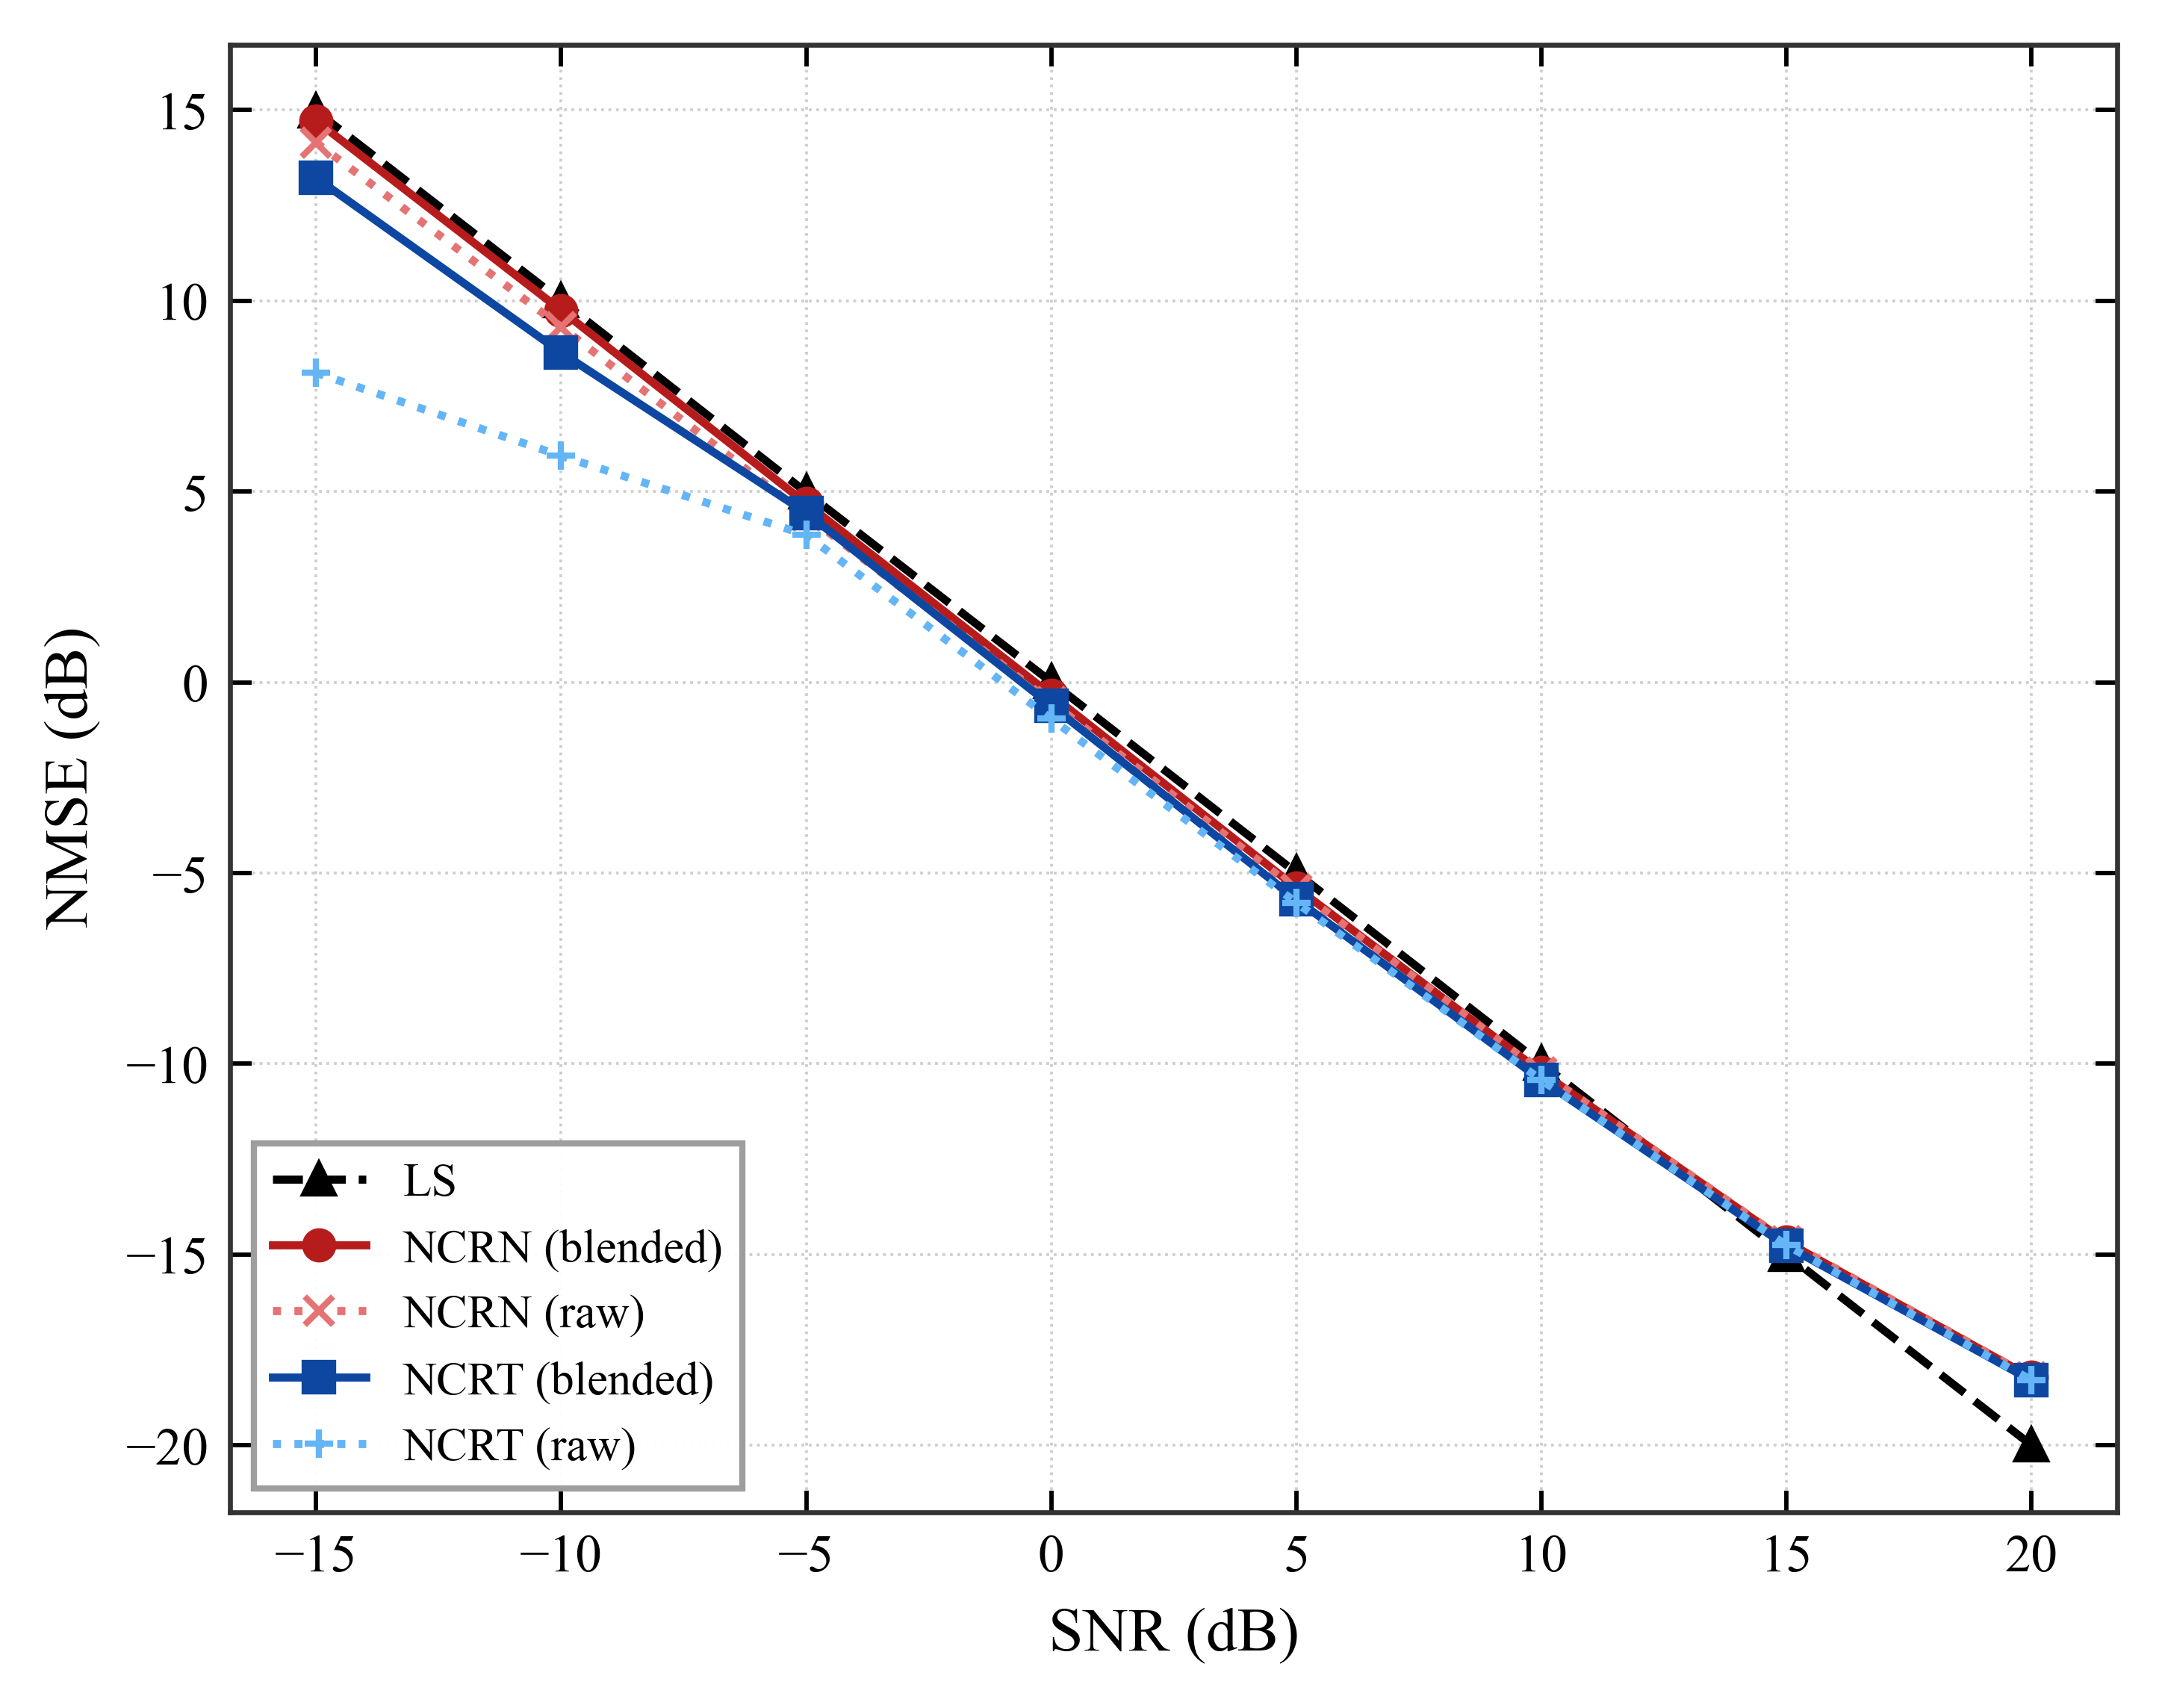 15
10
5
0
−5
−10
−15
−20
NMSE (dB)
LS
NCRN (blended)
NCRN (raw)
NCRT (blended)
NCRT (raw)
−15 −10 −5 0 5 10 15 20
SNR (dB)